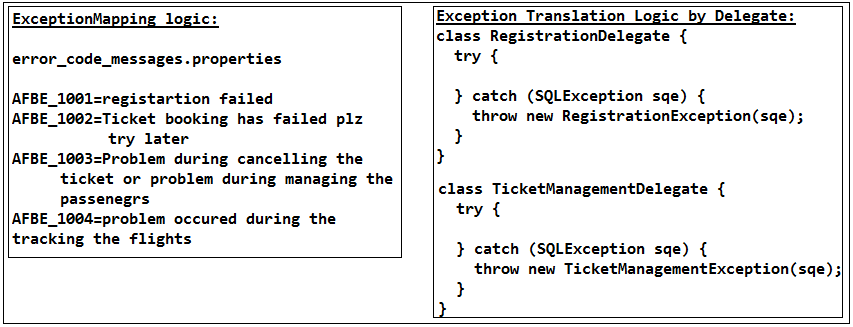 ExceptionMapping logic:
error_code_messages.properties
AFBE_1001=registartion failed
AFBE_1002=Ticket booking has failed plz
try later
AFBE_1003=Problem during cancelling the
ticket or problem during managing the
passenegrs
AFBE_1004=problem occured during the
tracking the flights
Exception Translation Logic by Delegate:
class RegistrationDelegate {
try {
} catch (SQLException sqe) {
throw new RegistrationException(sqe);
}
}
class TicketManagementDelegate {
try {
} catch (SQLException sqe) {
throw new TicketManagementException(sqe);
}
}